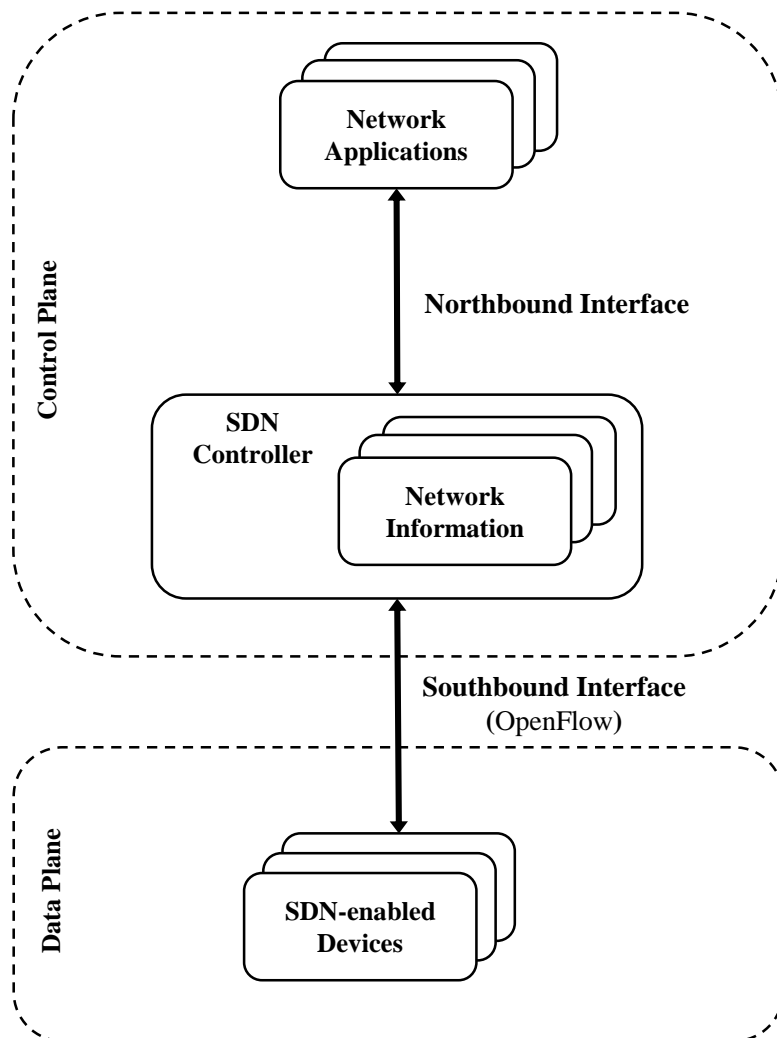 Network
Applications
Northbound Interface
Control Plane
SDN
Controller
Network
Information
Southbound Interface
(OpenFlow)
Data Plane
SDN-enabled
Devices